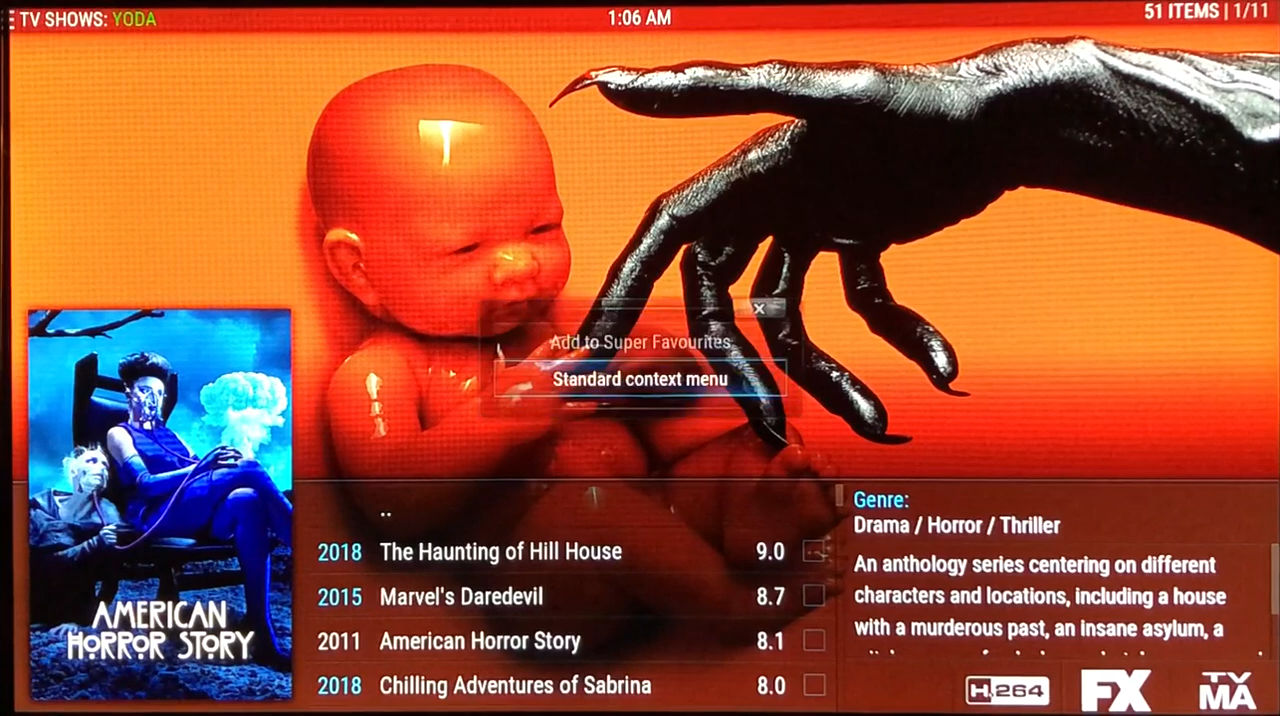 TV SHOWS: YODA
1:06 AM
51 ITEMS | 1/11
Add to Super Favourites
Standard context menu
AMERICAN
HORROR STORY
..
2018 The Haunting of Hill House 9.0
2015 Marvel's Daredevil 8.7
2011 American Horror Story 8.1
2018 Chilling Adventures of Sabrina 8.0
Genre:
Drama / Horror / Thriller
An anthology series centering on different
characters and locations, including a house
with a murderous past, an insane asylum, a
H.264
FX
TV
MA